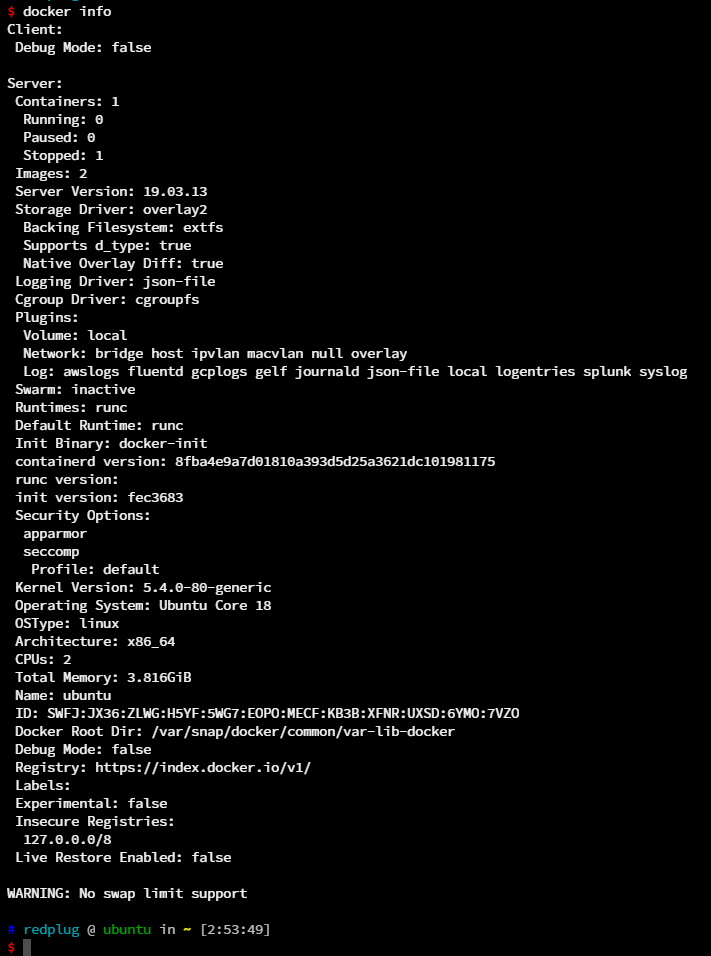 $ docker info
Client:
 Debug Mode: false

Server:
 Containers: 1
  Running: 0
  Paused: 0
  Stopped: 1
 Images: 2
 Server Version: 19.03.13
 Storage Driver: overlay2
  Backing Filesystem: extfs
  Supports d_type: true
  Native Overlay Diff: true
 Logging Driver: json-file
 Cgroup Driver: cgroupfs
 Plugins:
  Volume: local
  Network: bridge host ipvlan macvlan null overlay
  Log: awslogs fluentd gcplogs gelf journald json-file local logentries splunk syslog
 Swarm: inactive
 Runtimes: runc
 Default Runtime: runc
 Init Binary: docker-init
 containerd version: 8fba4e9a7d01810a393d5d25a3621dc101981175
 runc version:
 init version: fec3683
 Security Options:
  apparmor
  seccomp
   Profile: default
 Kernel Version: 5.4.0-80-generic
 Operating System: Ubuntu Core 18
 OSType: linux
 Architecture: x86_64
 CPUs: 2
 Total Memory: 3.816GiB
 Name: ubuntu
 ID: SWFJ:JX36:ZLWG:H5YF:5WG7:EOPO:MECF:KB3B:XFNR:UXSD:6YMO:7VZO
 Docker Root Dir: /var/snap/docker/common/var-lib-docker
 Debug Mode: false
 Registry: https://index.docker.io/v1/
 Labels:
 Experimental: false
 Insecure Registries:
  127.0.0.0/8
 Live Restore Enabled: false

WARNING: No swap limit support

# redplug @ ubuntu in ~ [2:53:49]
$